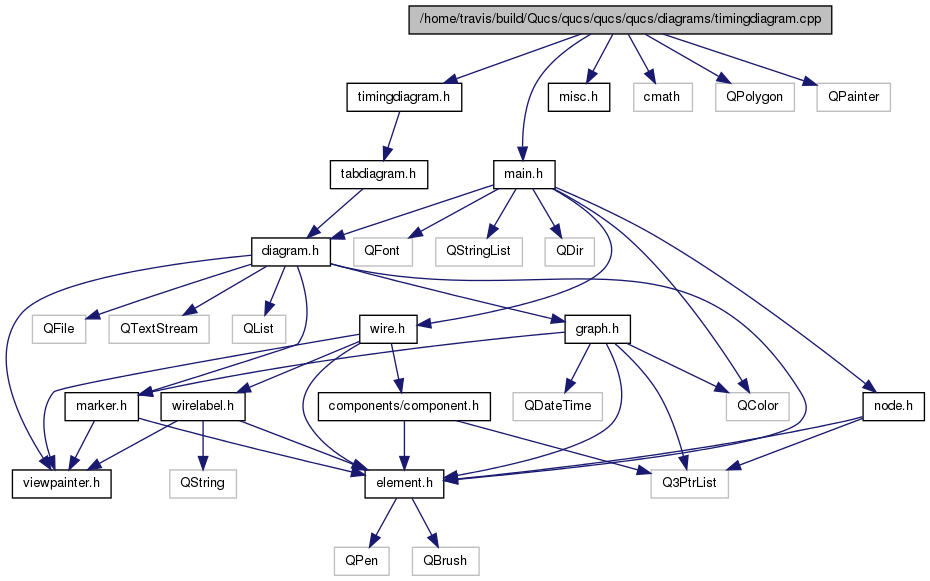 /home/travis/build/Qucs/qucs/qucs/qucs/diagrams/timingdiagram.cpp
timingdiagram.h
misc.h
cmath
QPolygon
QPainter
tabdiagram.h
main.h
diagram.h
QFont
QStringList
QDir
QFile
QTextStream
QList
wire.h
graph.h
marker.h
wirelabel.h
components/component.h
QDateTime
QColor
node.h
viewpainter.h
QString
element.h
Q3PtrList
QPen
QBrush